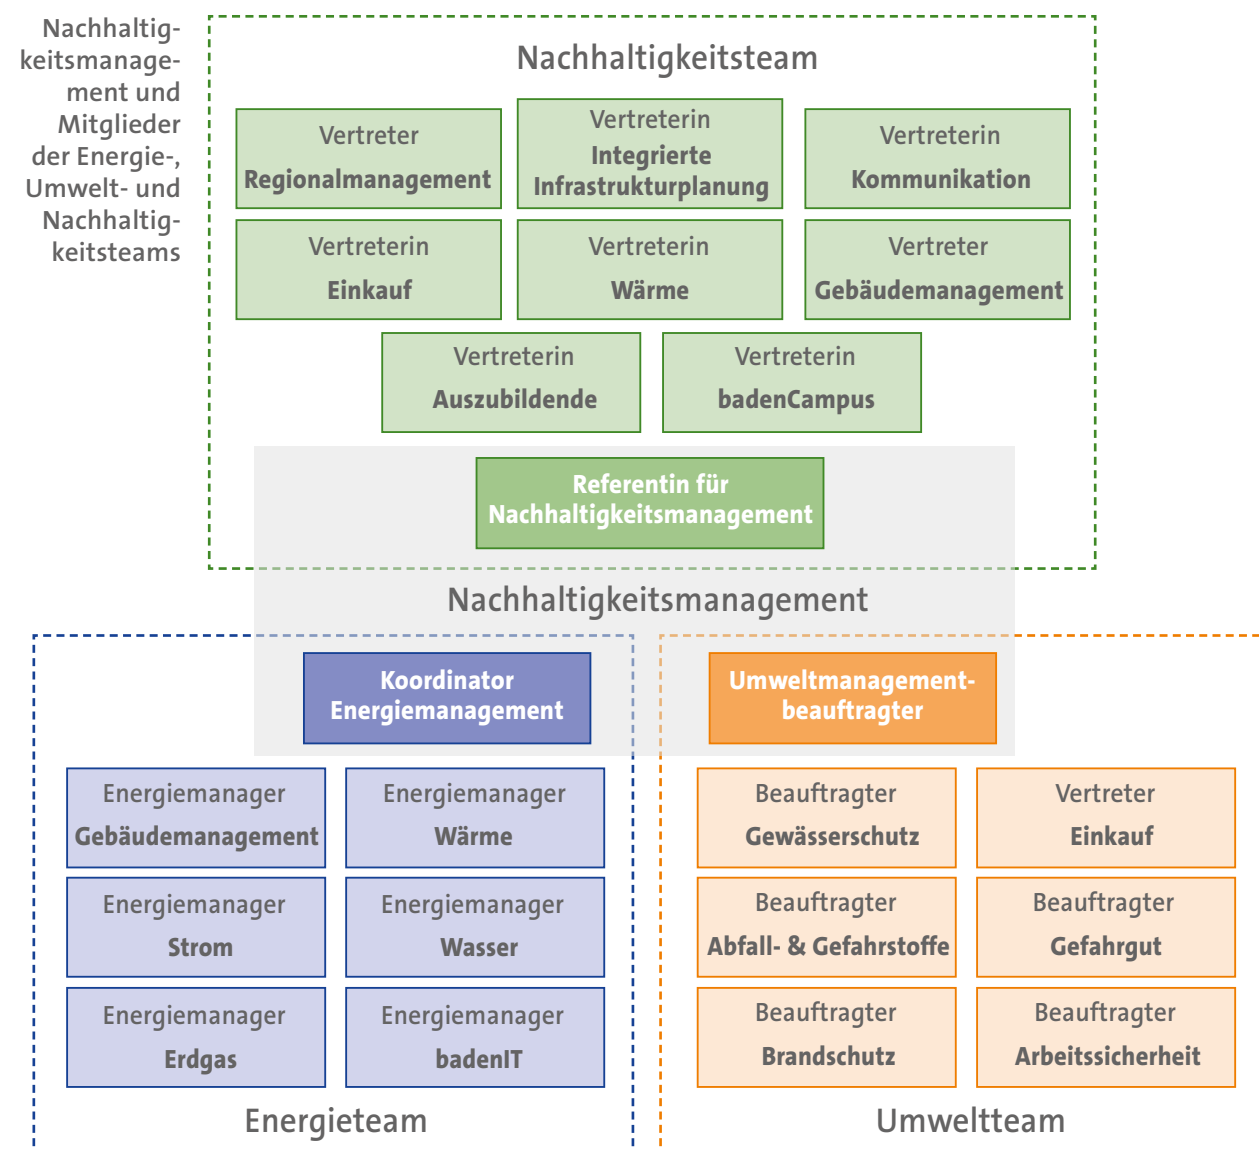 Nachhaltig-
keitsmanage-
ment und
Mitglieder
der Energie-,
Umwelt- und
Nachhaltig-
keitsteams
Nachhaltigkeitsteam
Vertreter
Regionalmanagement
Vertreterin
Integrierte
Infrastrukturplanung
Vertreterin
Kommunikation
Vertreterin
Einkauf
Vertreterin
Wärme
Vertreter
Gebäudemanagement
Vertreterin
Auszubildende
Vertreterin
badenCampus
Referentin für
Nachhaltigkeitsmanagement
Nachhaltigkeitsmanagement
Koordinator
Energiemanagement
Umweltmanagement-
beauftragter
Energiemanager
Gebäudemanagement
Energiemanager
Wärme
Energiemanager
Strom
Energiemanager
Wasser
Energiemanager
Erdgas
Energiemanager
badenIT
Energieteam
Beauftragter
Gewässerschutz
Vertreter
Einkauf
Beauftragter
Abfall- & Gefahrstoffe
Beauftragter
Gefahrgut
Beauftragter
Brandschutz
Beauftragter
Arbeitssicherheit
Umweltteam